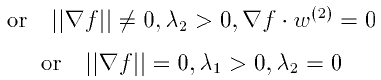 or ||∇f|| ≠ 0, λ₂ > 0, ∇f · w⁽²⁾ = 0
or ||∇f|| = 0, λ₁ > 0, λ₂ = 0